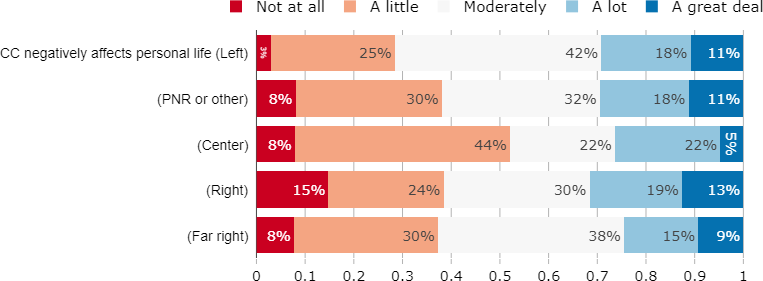 Not at all A little Moderately A lot A great deal
CC negatively affects personal life (Left) 3% 25% 42% 18% 11%
(PNR or other) 8% 30% 32% 18% 11%
(Center) 8% 44% 22% 22% 5%
(Right) 15% 24% 30% 19% 13%
(Far right) 8% 30% 38% 15% 9%
0 0.1 0.2 0.3 0.4 0.5 0.6 0.7 0.8 0.9 1